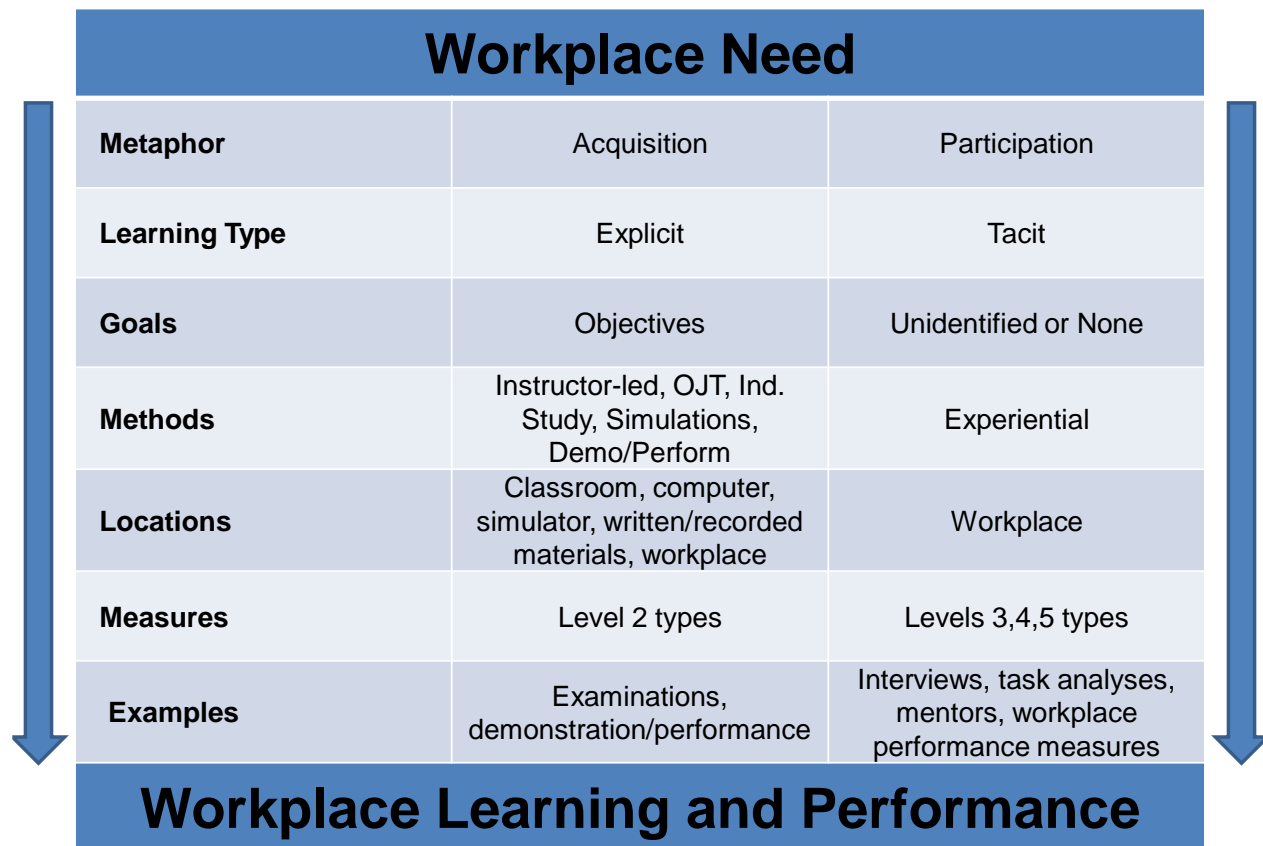 Workplace Need
Metaphor
Acquisition
Participation
Learning Type
Explicit
Tacit
Goals
Objectives
Unidentified or None
Methods
Instructor-led, OJT, Ind.
Study, Simulations,
Demo/Perform
Experiential
Locations
Classroom, computer,
simulator, written/recorded
materials, workplace
Workplace
Measures
Level 2 types
Levels 3,4,5 types
Examples
Examinations,
demonstration/performance
Interviews, task analyses,
mentors, workplace
performance measures
Workplace Learning and Performance